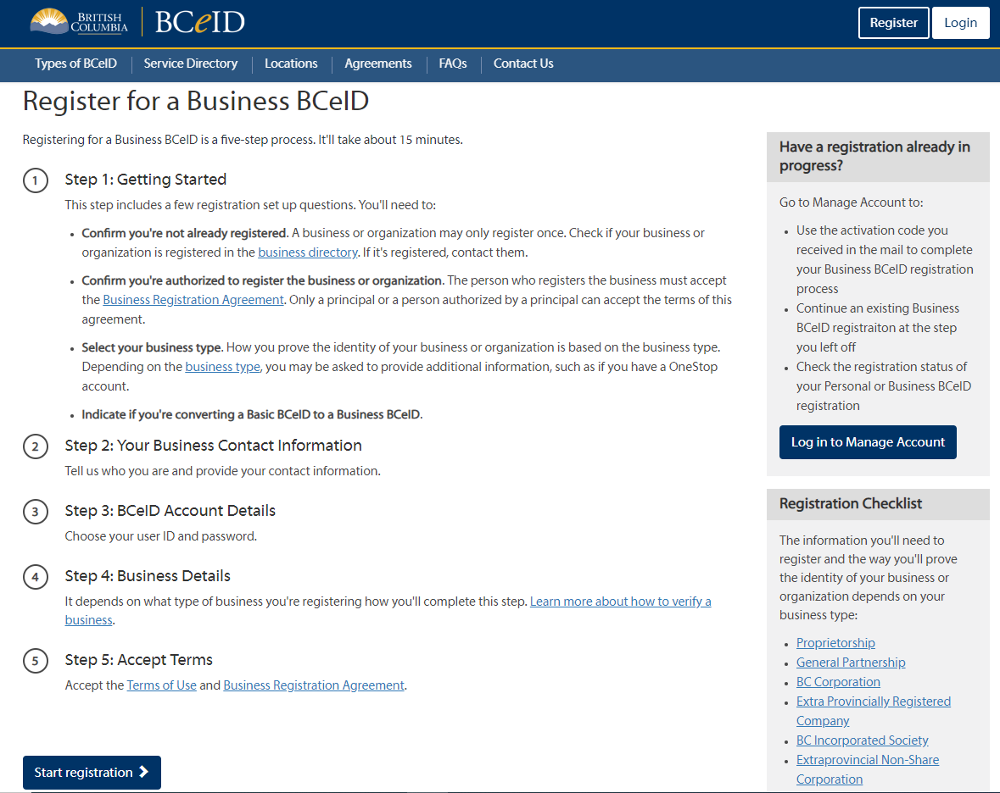 BRITISH
COLUMBIA
BCeID
Register
Login
Types of BCeID
Service Directory
Locations
Agreements
FAQs
Contact Us
Register for a Business BCeID
Registering for a Business BCeID is a five-step process. It'll take about 15 minutes.
1
Step 1: Getting Started
This step includes a few registration set up questions. You'll need to:
• Confirm you're not already registered. A business or organization may only register once. Check if your business or
organization is registered in the business directory. If it's registered, contact them.
• Confirm you're authorized to register the business or organization. The person who registers the business must accept
the Business Registration Agreement. Only a principal or a person authorized by a principal can accept the terms of this
agreement.
• Select your business type. How you prove the identity of your business or organization is based on the business type.
Depending on the business type, you may be asked to provide additional information, such as if you have a OneStop
account.
• Indicate if you're converting a Basic BCeID to a Business BCeID.
2
Step 2: Your Business Contact Information
Tell us who you are and provide your contact information.
3
Step 3: BCeID Account Details
Choose your user ID and password.
4
Step 4: Business Details
It depends on what type of business you're registering how you'll complete this step. Learn more about how to verify a
business.
5
Step 5: Accept Terms
Accept the Terms of Use and Business Registration Agreement.
Start registration
Have a registration already in
progress?
Go to Manage Account to:
• Use the activation code you
received in the mail to complete
your Business BCeID registration
process
• Continue an existing Business
BCeID registraiton at the step
you left off
• Check the registration status of
your Personal or Business BCeID
registration
Log in to Manage Account
Registration Checklist
The information you'll need to
register and the way you'll prove
the identity of your business or
organization depends on your
business type:
• Proprietorship
• General Partnership
• BC Corporation
• Extra Provincially Registered
Company
• BC Incorporated Society
• Extraprovincial Non-Share
Corporation